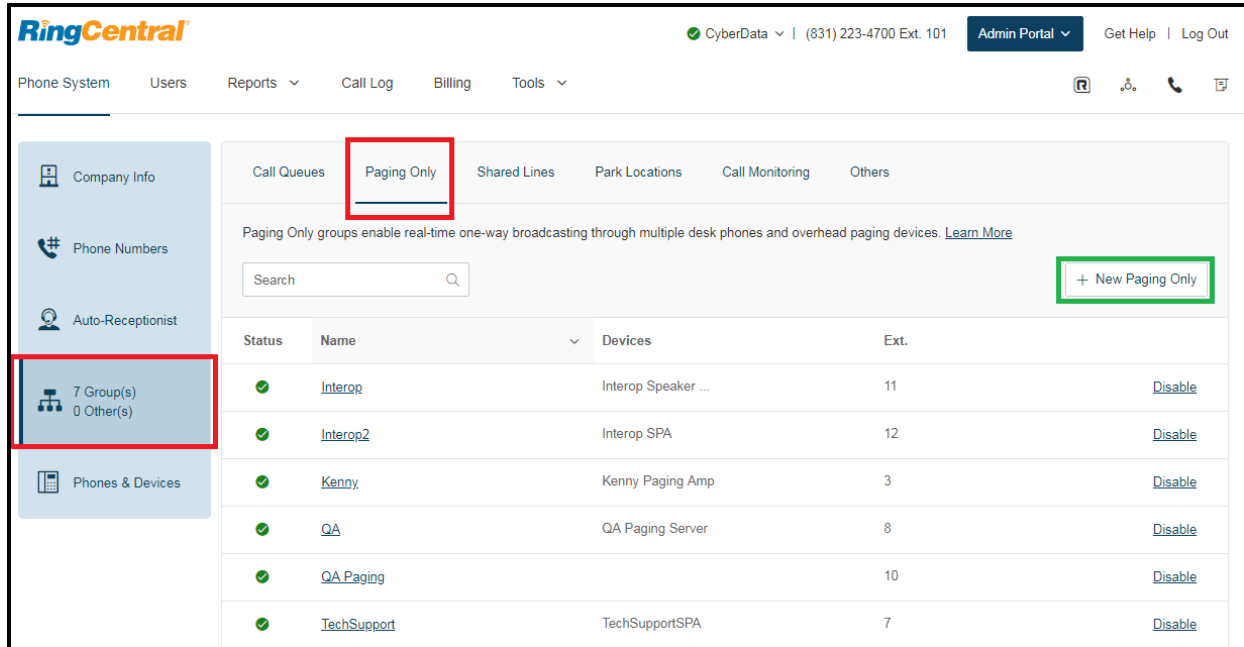 RingCentral
CyberData | (831) 223-4700 Ext. 101 Admin Portal Get Help | Log Out
Phone System Users Reports Call Log Billing Tools
Company Info
Phone Numbers
Auto-Receptionist
7 Group(s)
0 Other(s)
Phones & Devices
Call Queues Paging Only Shared Lines Park Locations Call Monitoring Others
Paging Only groups enable real-time one-way broadcasting through multiple desk phones and overhead paging devices. Learn More
Search + New Paging Only
Status Name Devices Ext.
Interop Interop Speaker ... 11 Disable
Interop2 Interop SPA 12 Disable
Kenny Kenny Paging Amp 3 Disable
QA QA Paging Server 8 Disable
QA Paging 10 Disable
TechSupport TechSupportSPA 7 Disable